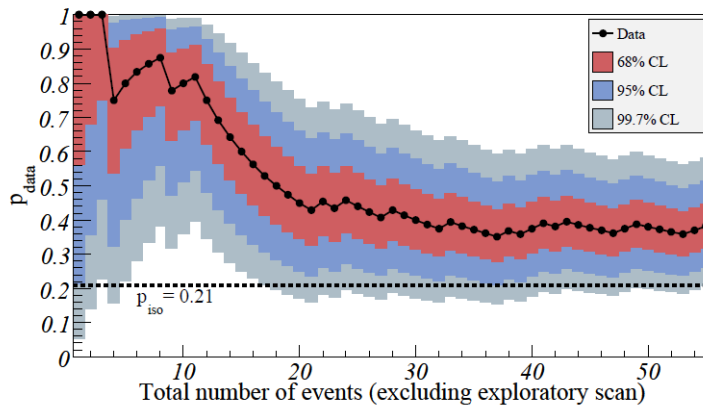 1
0.9
0.8
0.7
0.6
0.5
0.4
0.3
0.2
0.1
0
p_data
Data
68% CL
95% CL
99.7% CL
p_iso = 0.21
10 20 30 40 50
Total number of events (excluding exploratory scan)